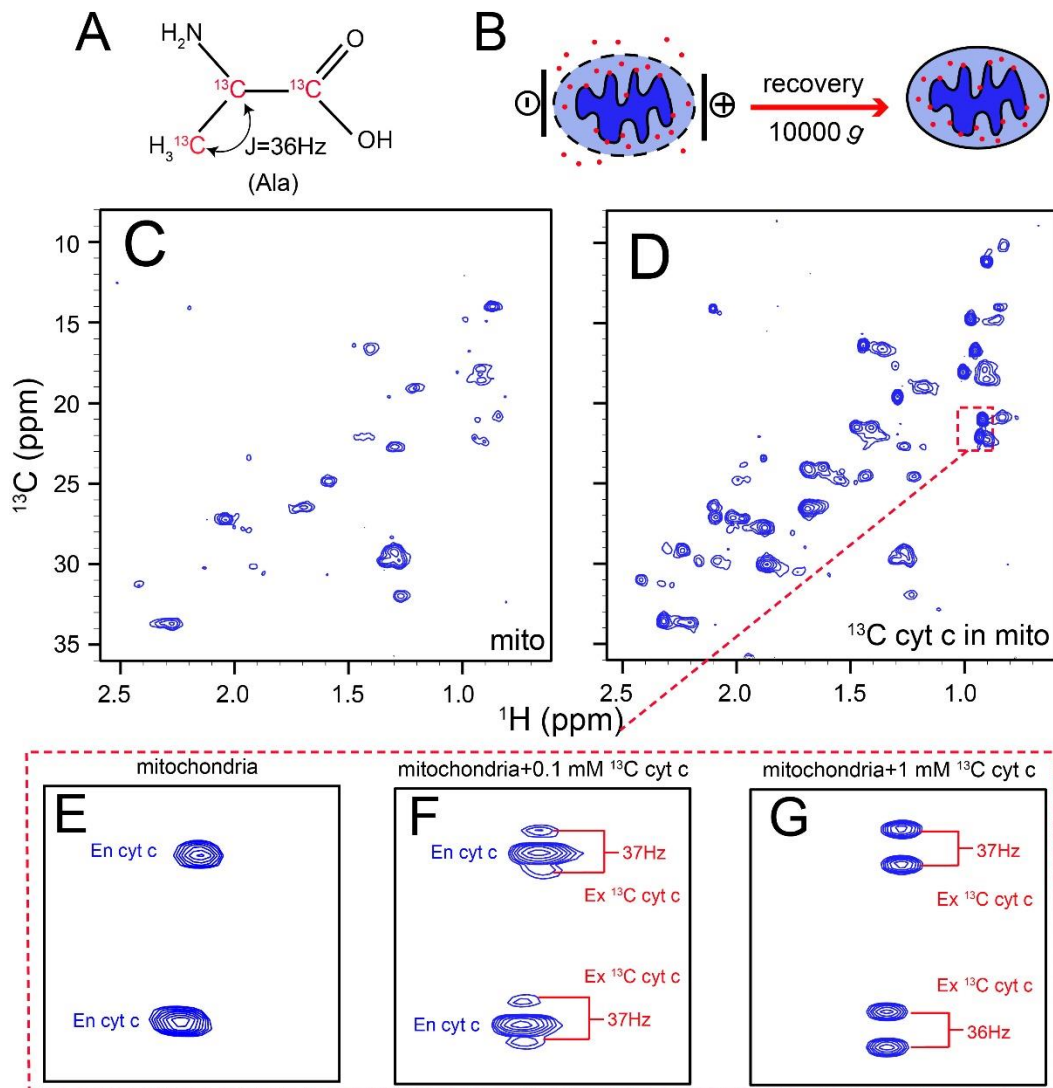 A
H₂N
O
¹³C
¹³C
H₃¹³C
J=36Hz
OH
(Ala)
B
-
+
recovery
10000 g
C
10
15
20
25
30
35
¹³C (ppm)
mito
2.5
2.0
1.5
1.0
D
¹³C cyt c in mito
2.5
2.0
1.5
1.0
¹H (ppm)
mitochondria
E
En cyt c
En cyt c
mitochondria+0.1 mM ¹³C cyt c
F
En cyt c
37Hz
Ex ¹³C cyt c
Ex ¹³C cyt c
En cyt c
37Hz
mitochondria+1 mM ¹³C cyt c
G
37Hz
Ex ¹³C cyt c
Ex ¹³C cyt c
36Hz